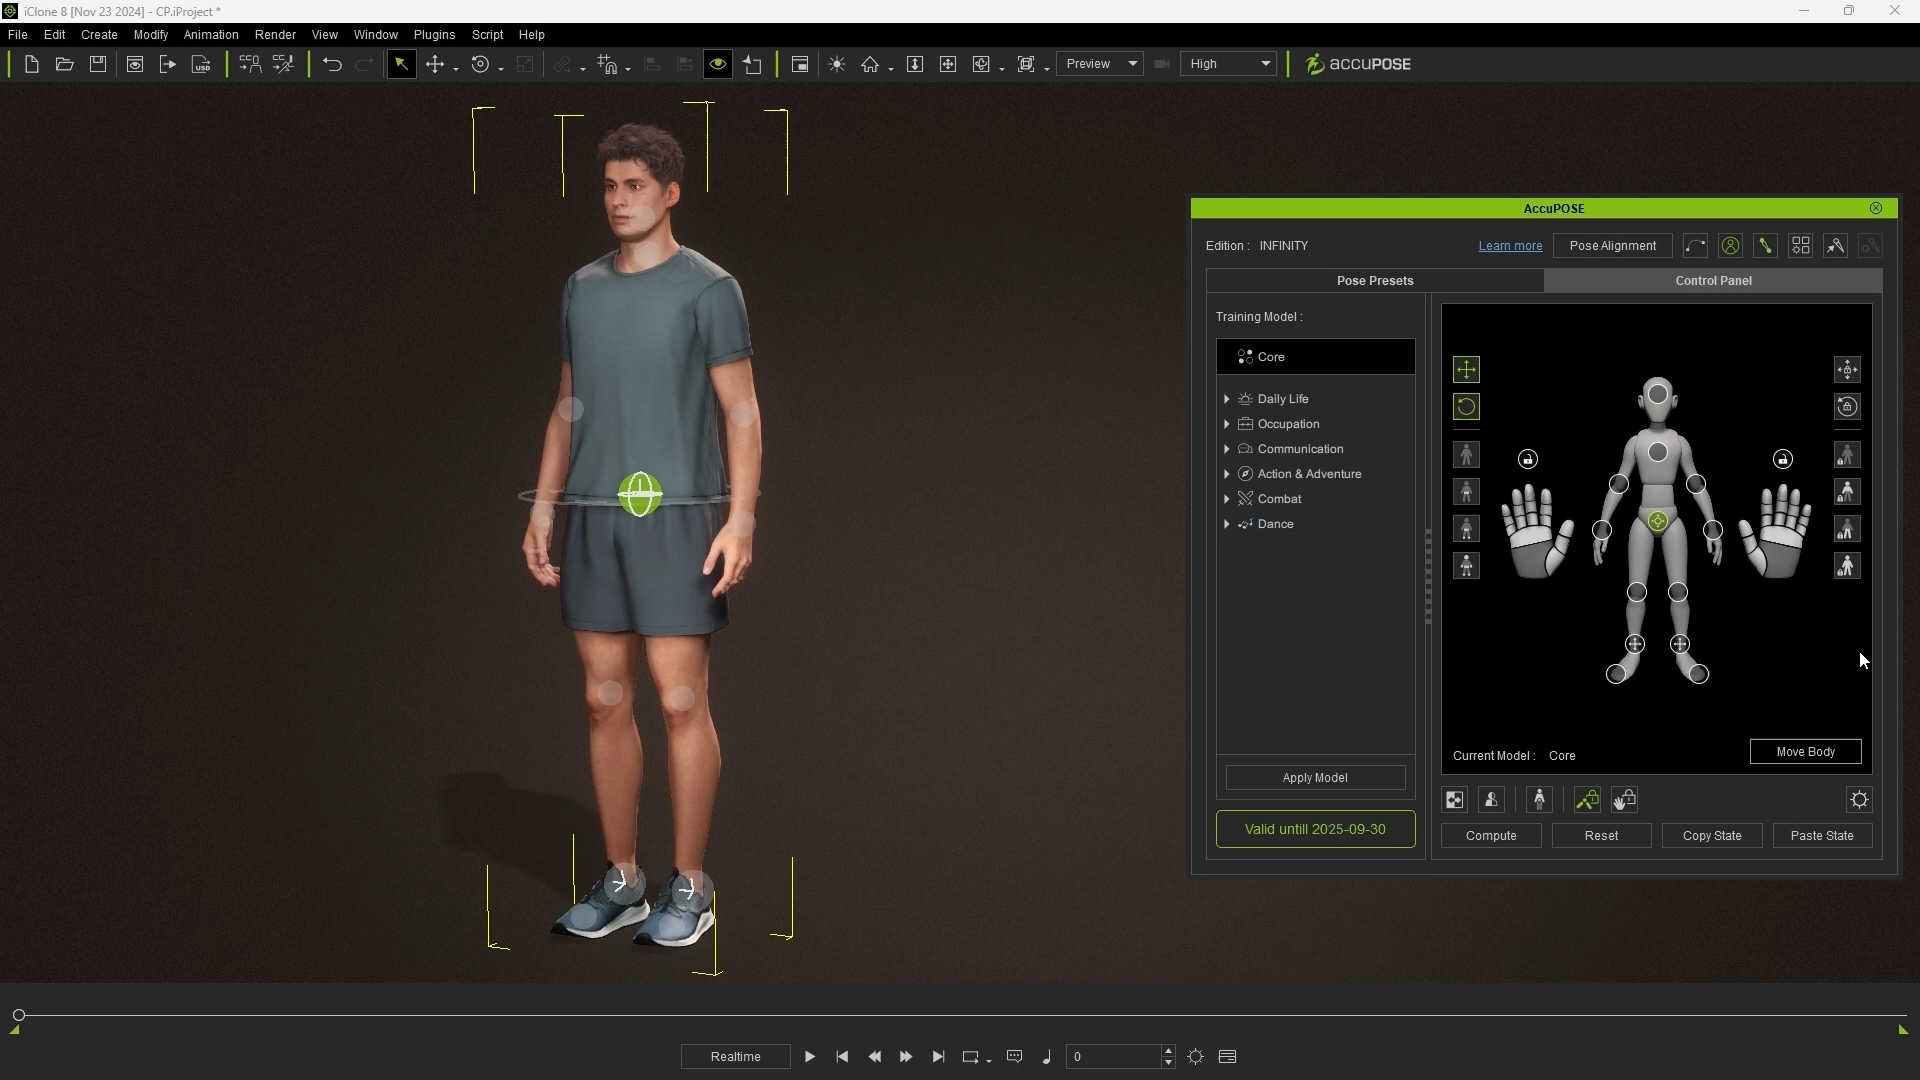 iClone 8 [Nov 23 2024] - CP.iProject *
File Edit Create Modify Animation Render View Window Plugins Script Help
Preview High accuPOSE
AccuPOSE
Edition : INFINITY Learn more Pose Alignment
Pose Presets Control Panel
Training Model :
Core
Daily Life
Occupation
Communication
Action & Adventure
Combat
Dance
Current Model : Core Move Body
Apply Model
Valid untill 2025-09-30
Compute Reset Copy State Paste State
Realtime 0